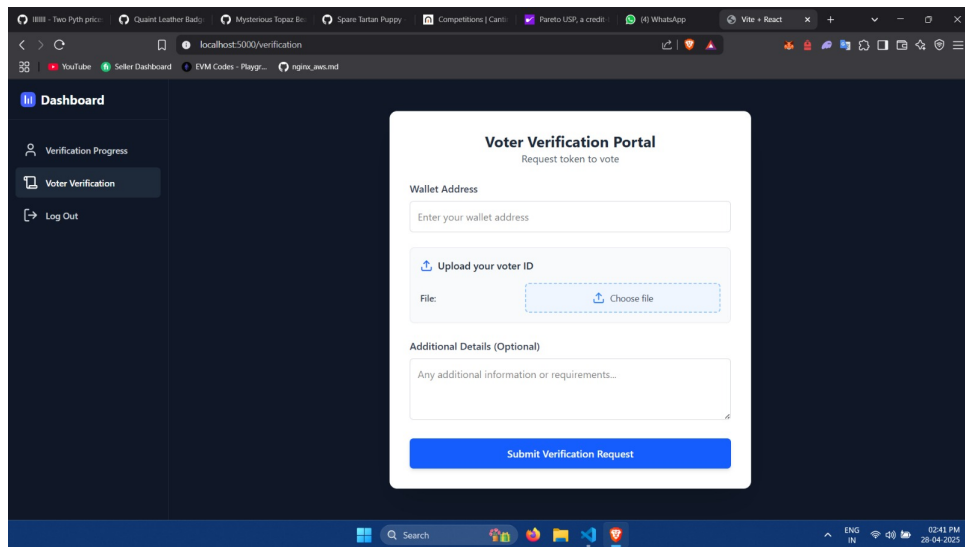 IIIIII - Two Pyth price
Quaint Leather Badg
Mysterious Topaz Be
Spare Tartan Puppy
Competitions | Canti
Pareto USP, a credit-
(4) WhatsApp
Vite + React
localhost:5000/verification
YouTube
Seller Dashboard
EVM Codes - Playgr...
nginx_aws.md
Dashboard
Verification Progress
Voter Verification
Log Out
Voter Verification Portal
Request token to vote
Wallet Address
Enter your wallet address
Upload your voter ID
File:
Choose file
Additional Details (Optional)
Any additional information or requirements...
Submit Verification Request
Search
ENG
IN
02:41 PM
28-04-2025